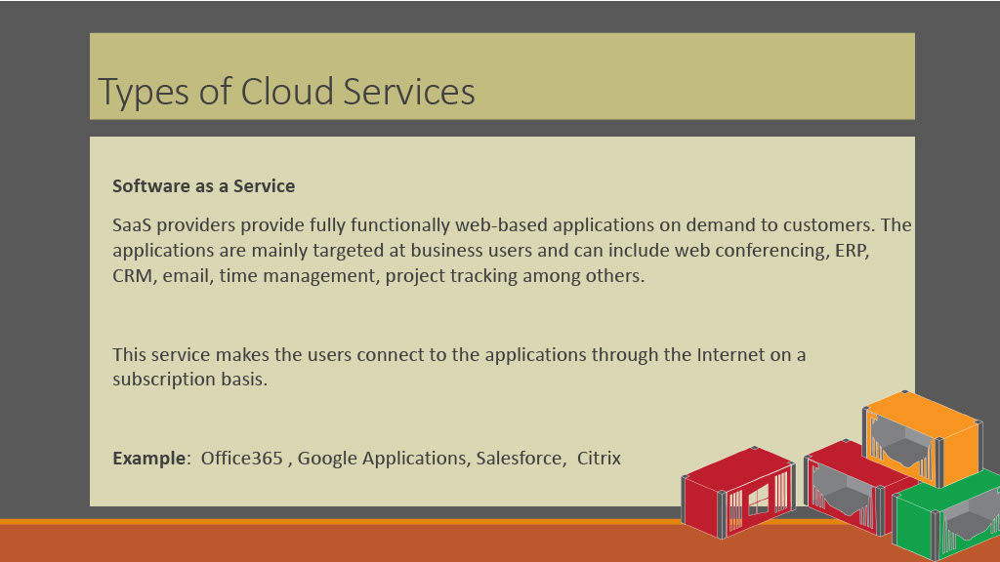 Types of Cloud Services
Software as a Service
SaaS providers provide fully functionally web-based applications on demand to customers. The
applications are mainly targeted at business users and can include web conferencing, ERP,
CRM, email, time management, project tracking among others.
This service makes the users connect to the applications through the Internet on a
subscription basis.
Example:  Office365 , Google Applications, Salesforce,  Citrix